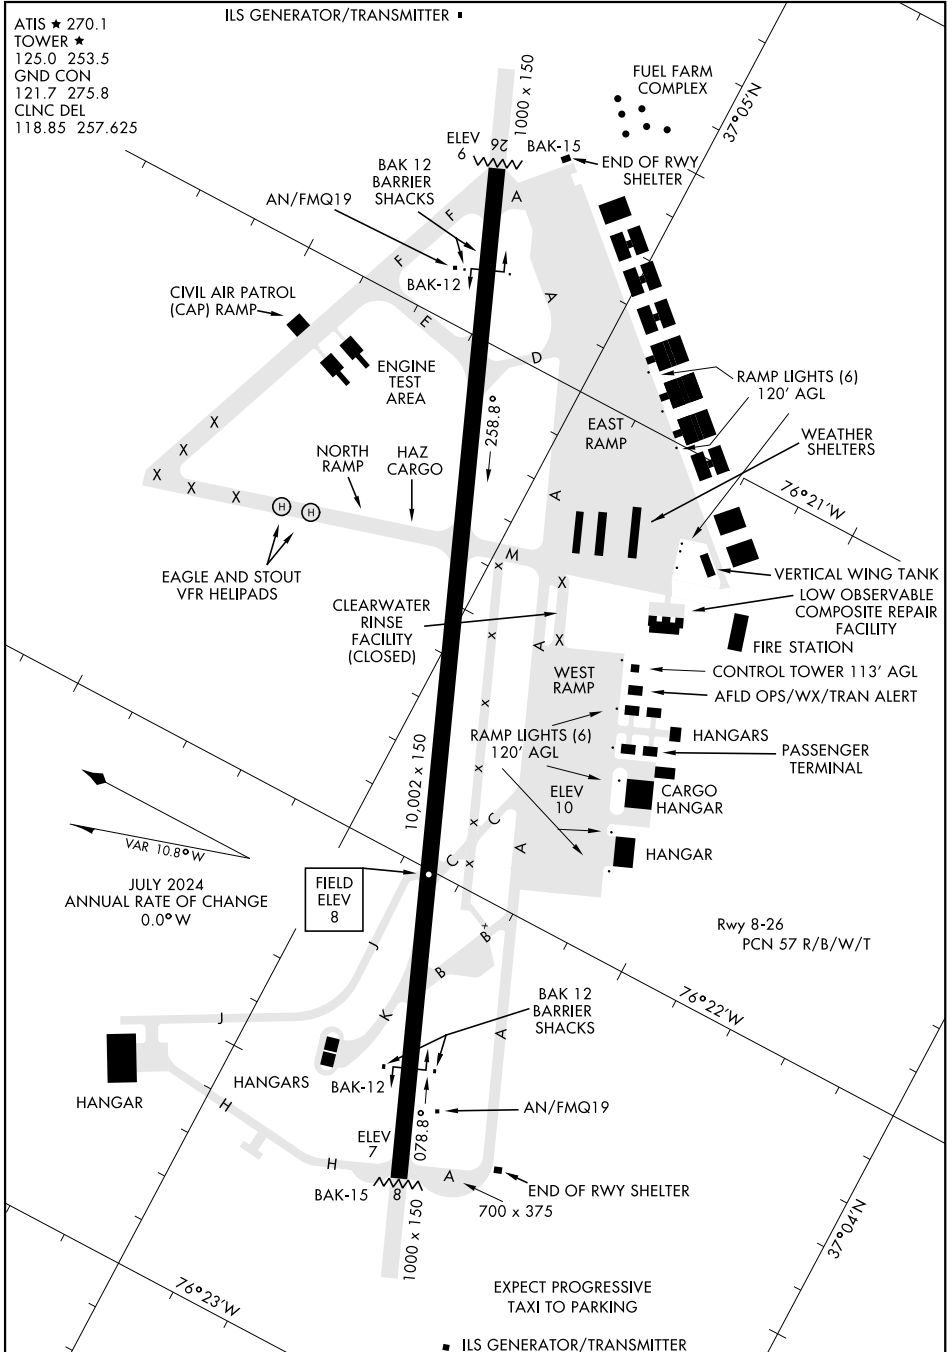 ATIS ★ 270.1
TOWER ★
125.0 253.5
GND CON
121.7 275.8
CLNC DEL
118.85 257.625
ILS GENERATOR/TRANSMITTER
1000 x 150
FUEL FARM
COMPLEX
37°05'N
ELEV
6
26
BAK-15
END OF RWY
SHELTER
BAK 12
BARRIER
SHACKS
AN/FMQ19
A
F
F
BAK-12
A
CIVIL AIR PATROL
(CAP) RAMP
E
D
ENGINE
TEST
AREA
RAMP LIGHTS (6)
120' AGL
258.8°
EAST
RAMP
WEATHER
SHELTERS
X
X
X
X
X
NORTH
RAMP
HAZ
CARGO
A
76°21'W
H
H
M
EAGLE AND STOUT
VFR HELIPADS
VERTICAL WING TANK
LOW OBSERVABLE
COMPOSITE REPAIR
FACILITY
X
X
X
CLEARWATER
RINSE
FACILITY
(CLOSED)
X
A
X
FIRE STATION
WEST
RAMP
CONTROL TOWER 113' AGL
AFLD OPS/WX/TRAN ALERT
X
RAMP LIGHTS (6)
120' AGL
HANGARS
PASSENGER
TERMINAL
X
10,002 x 150
ELEV
10
CARGO
HANGAR
X
C
C
X
A
HANGAR
VAR 10.8° W
JULY 2024
ANNUAL RATE OF CHANGE
0.0° W
FIELD
ELEV
8
Rwy 8-26
PCN 57 R/B/W/T
J
B
B
76°22'W
K
J
BAK 12
BARRIER
SHACKS
A
HANGAR
HANGARS
BAK-12
H
AN/FMQ19
078.8°
ELEV
7
H
A
BAK-15
8
END OF RWY SHELTER
700 x 375
1000 x 150
37°04'N
76°23'W
EXPECT PROGRESSIVE
TAXI TO PARKING
ILS GENERATOR/TRANSMITTER